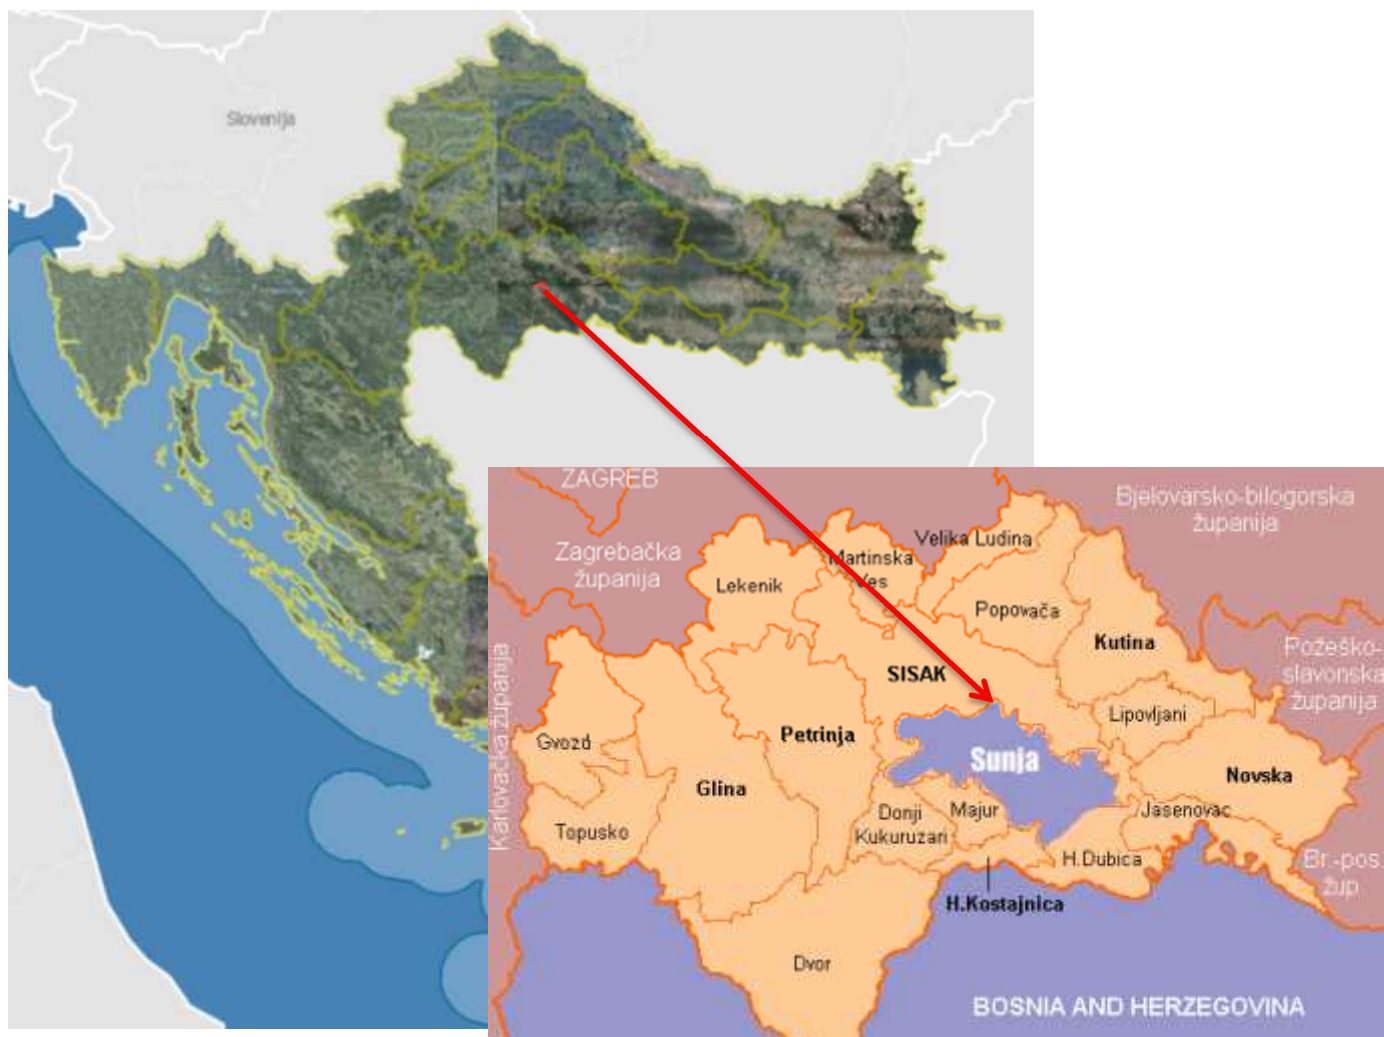 Slovenija
ZAGREB
Bjelovarsko-bilogorska
županija
Velika Ludina
Zagrebačka
županija
Martinska
Ves
Lekenik
Popovača
Kutina
Požeško-
slavonska
županija
Karlovačka županija
SISAK
Lipovljani
Gvozd
Petrinja
Sunja
Novska
Glina
Donji
Kukuruzari
Majur
Jasenovac
Topusko
H.Dubica
Br.-pos.
žup
H.Kostajnica
Dvor
BOSNIA AND HERZEGOVINA